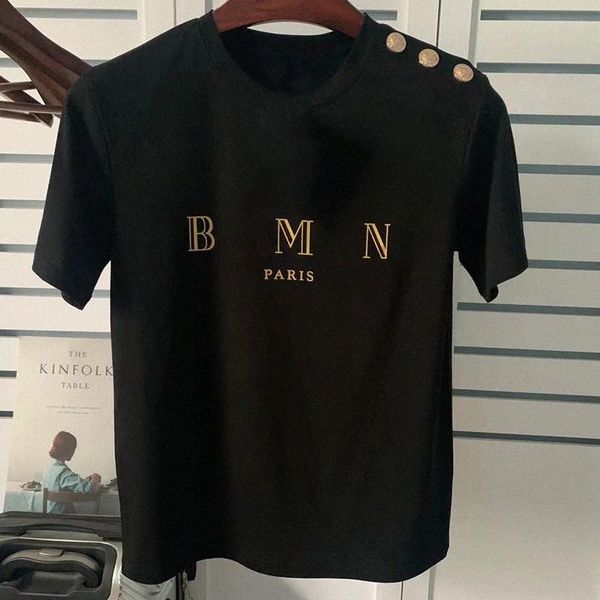 B M N
PARIS
THE
KINFOLK
TABLE